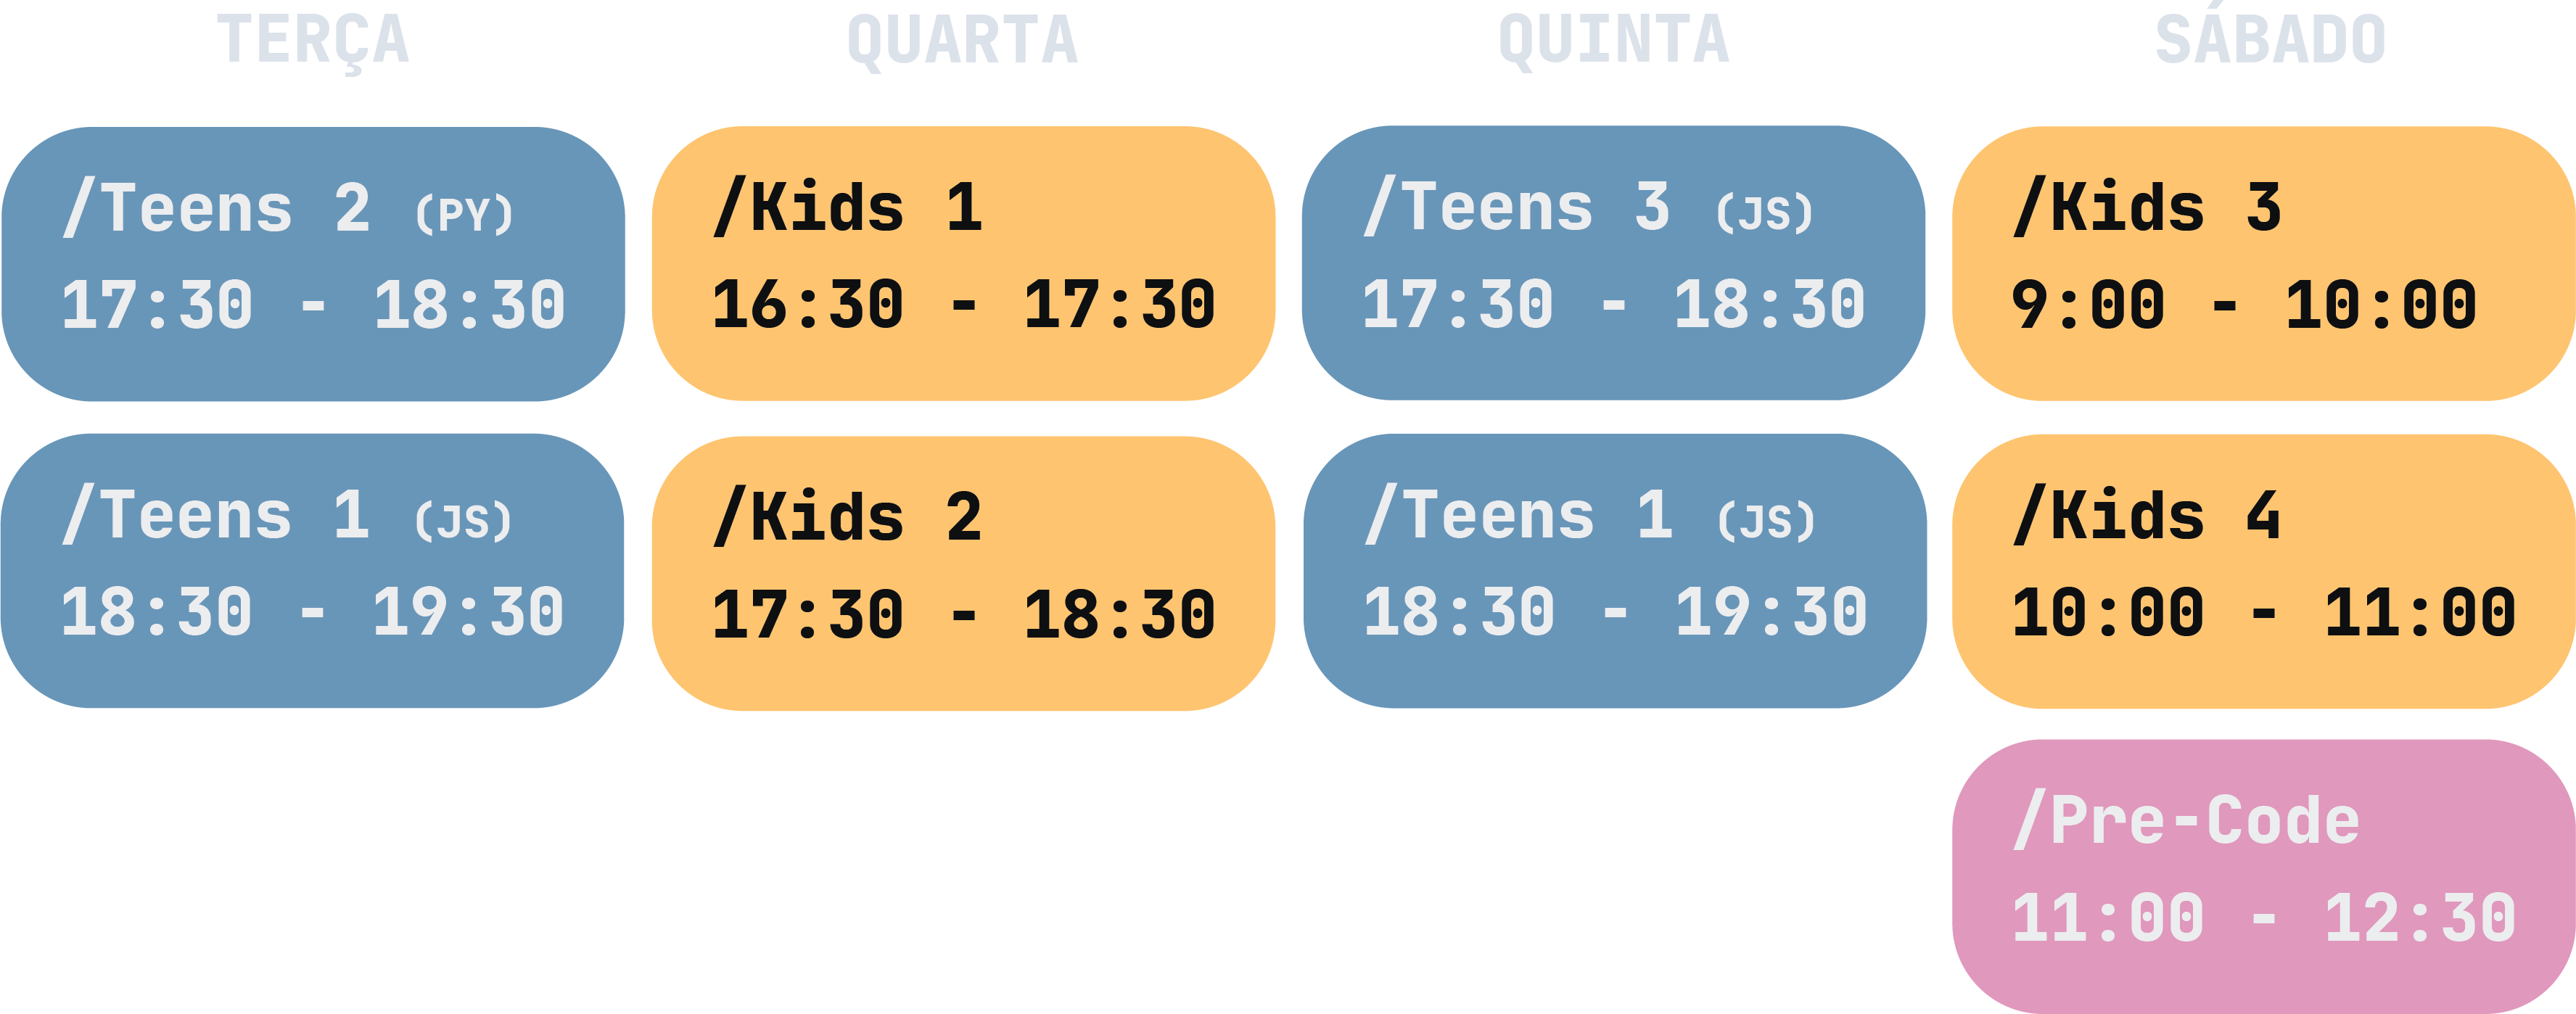 TERÇA
/Teens 2 (PY)
17:30 - 18:30
/Teens 1 (JS)
18:30 - 19:30
QUARTA
/Kids 1
16:30 - 17:30
/Kids 2
17:30 - 18:30
QUINTA
/Teens 3 (JS)
17:30 - 18:30
/Teens 1 (JS)
18:30 - 19:30
SÁBADO
/Kids 3
9:00 - 10:00
/Kids 4
10:00 - 11:00
/Pre-Code
11:00 - 12:30